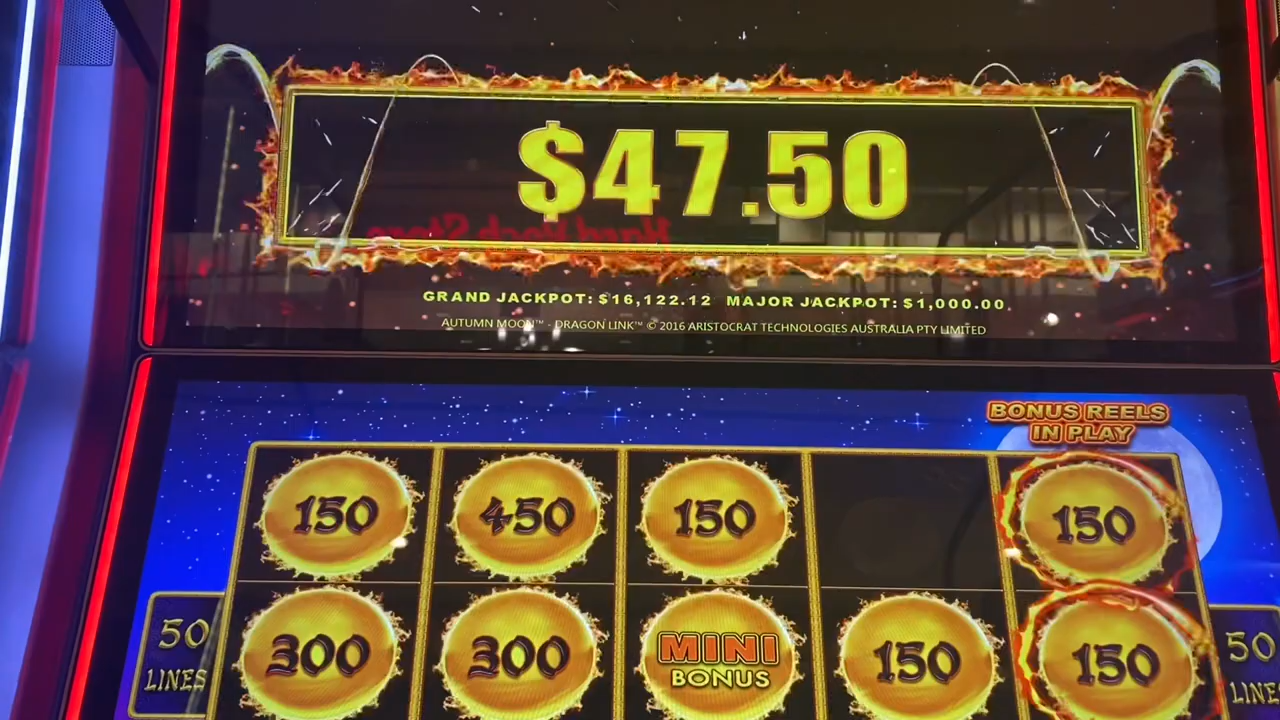 $47.50
GRAND JACKPOT: $16,122.12 MAJOR JACKPOT: $1,000.00
AUTUMN MOON™ - DRAGON LINK™ © 2016 ARISTOCRAT TECHNOLOGIES AUSTRALIA PTY LIMITED
BONUS REELS
IN PLAY
150 450 150 150
300 300 MINI
BONUS 150 150
50
LINES
50
LINES